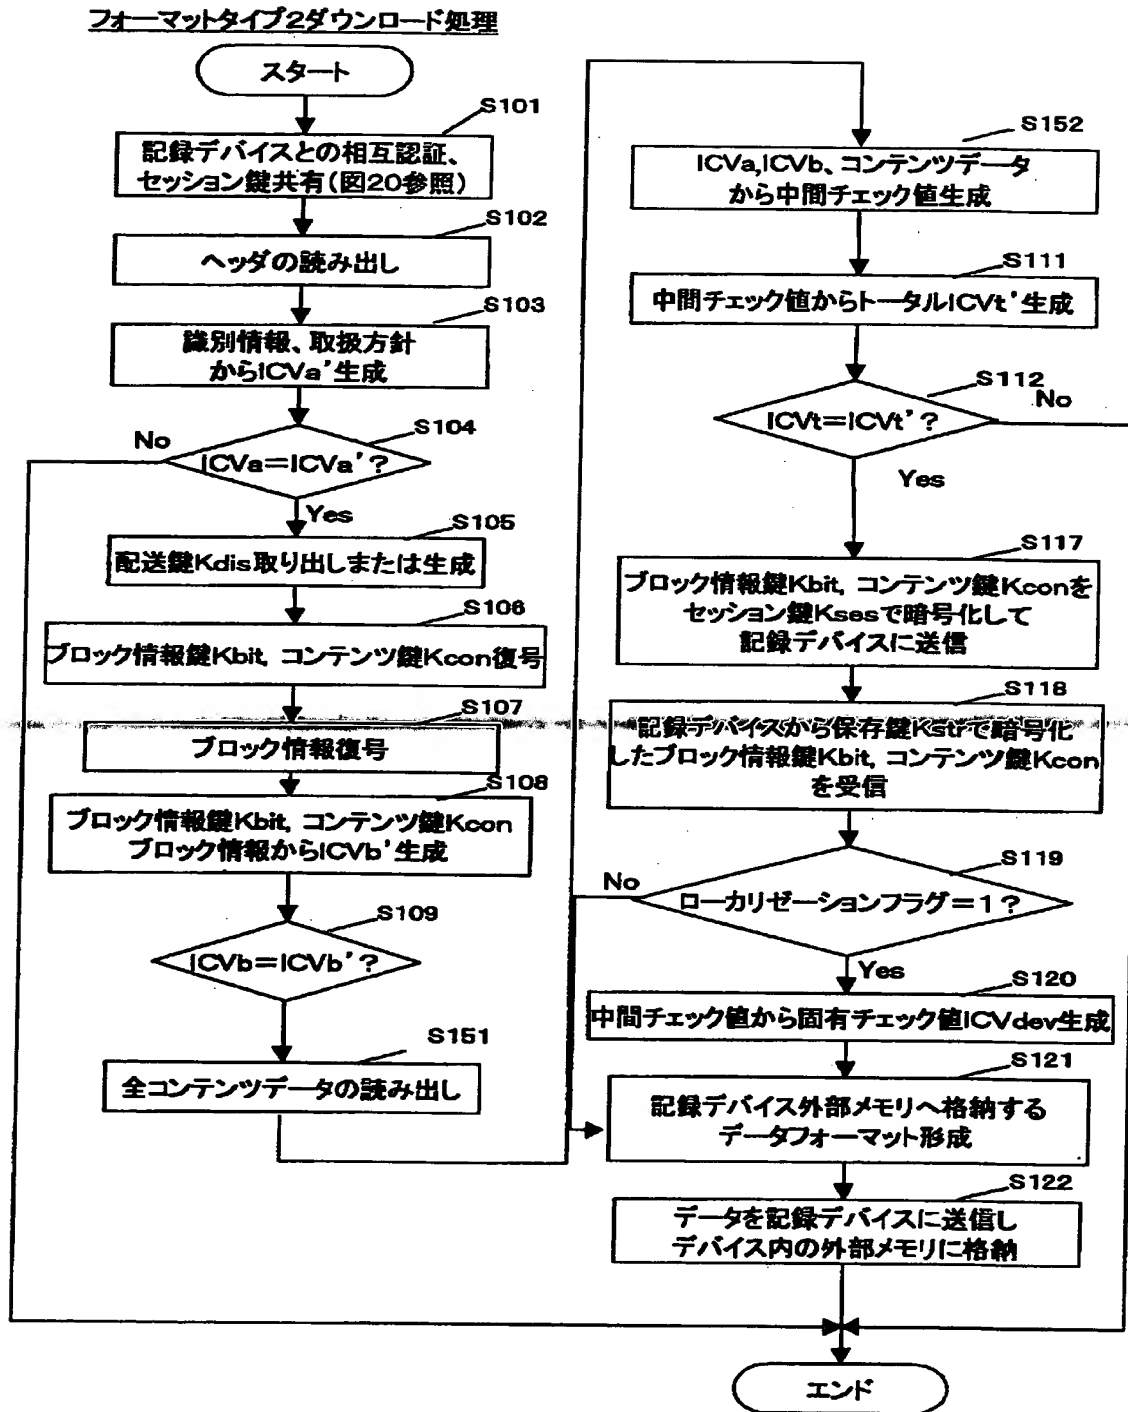 フォーマットタイプ2ダウンロード処理
スタート
S101
記録デバイスとの相互認証、
セッション鍵共有(図20参照)
S102
ヘッダの読み出し
S103
識別情報、取扱方針
からICVa'生成
S104
No
ICVa=ICVa'?
Yes
S105
配送鍵Kdis取り出しまたは生成
S106
ブロック情報鍵Kbit, コンテンツ鍵Kcon復号
S107
ブロック情報復号
S108
ブロック情報鍵Kbit, コンテンツ鍵Kcon
ブロック情報からICVb'生成
S109
ICVb=ICVb'?
S151
全コンテンツデータの読み出し
S152
ICVa,ICVb、コンテンツデータ
から中間チェック値生成
S111
中間チェック値からトータルICVt'生成
S112
No
ICVt=ICVt'?
Yes
S117
ブロック情報鍵Kbit, コンテンツ鍵Kconを
セッション鍵Ksesで暗号化して
記録デバイスに送信
S118
記録デバイスから保存鍵Kstrで暗号化
したブロック情報鍵Kbit, コンテンツ鍵Kcon
を受信
S119
No
ローカリゼーションフラグ=1?
Yes
S120
中間チェック値から固有チェック値ICVdev生成
S121
記録デバイス外部メモリへ格納する
データフォーマット形成
S122
データを記録デバイスに送信し
デバイス内の外部メモリに格納
エンド